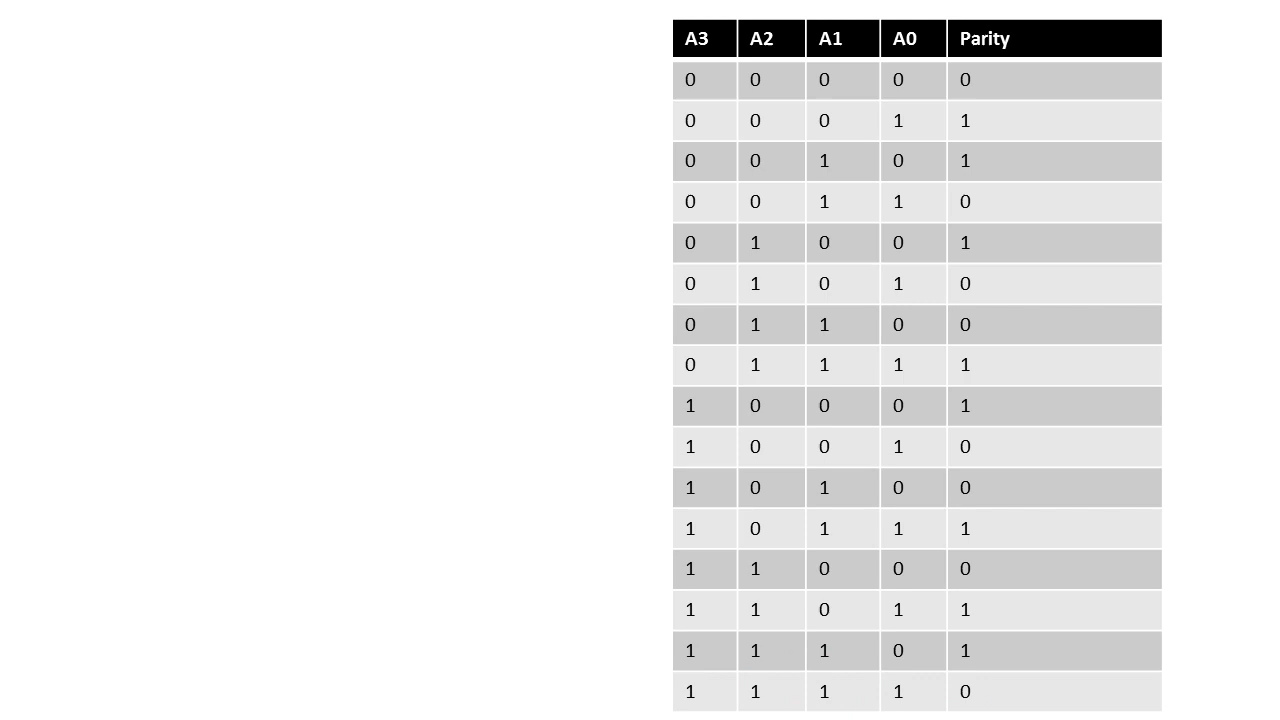 A3 A2 A1 A0 Parity
0 0 0 0 0
0 0 0 1 1
0 0 1 0 1
0 0 1 1 0
0 1 0 0 1
0 1 0 1 0
0 1 1 0 0
0 1 1 1 1
1 0 0 0 1
1 0 0 1 0
1 0 1 0 0
1 0 1 1 1
1 1 0 0 0
1 1 0 1 1
1 1 1 0 1
1 1 1 1 0